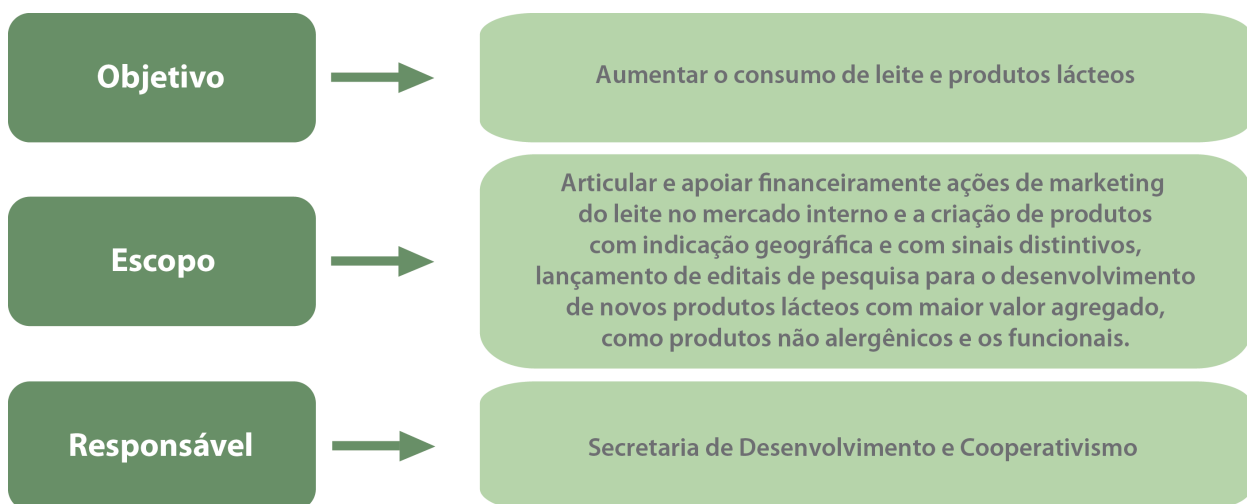 Objetivo
Aumentar o consumo de leite e produtos lácteos
Escopo
Articular e apoiar financeiramente ações de marketing
do leite no mercado interno e a criação de produtos
com indicação geográfica e com sinais distintivos,
lançamento de editais de pesquisa para o desenvolvimento
de novos produtos lácteos com maior valor agregado,
como produtos não alergênicos e os funcionais.
Responsável
Secretaria de Desenvolvimento e Cooperativismo